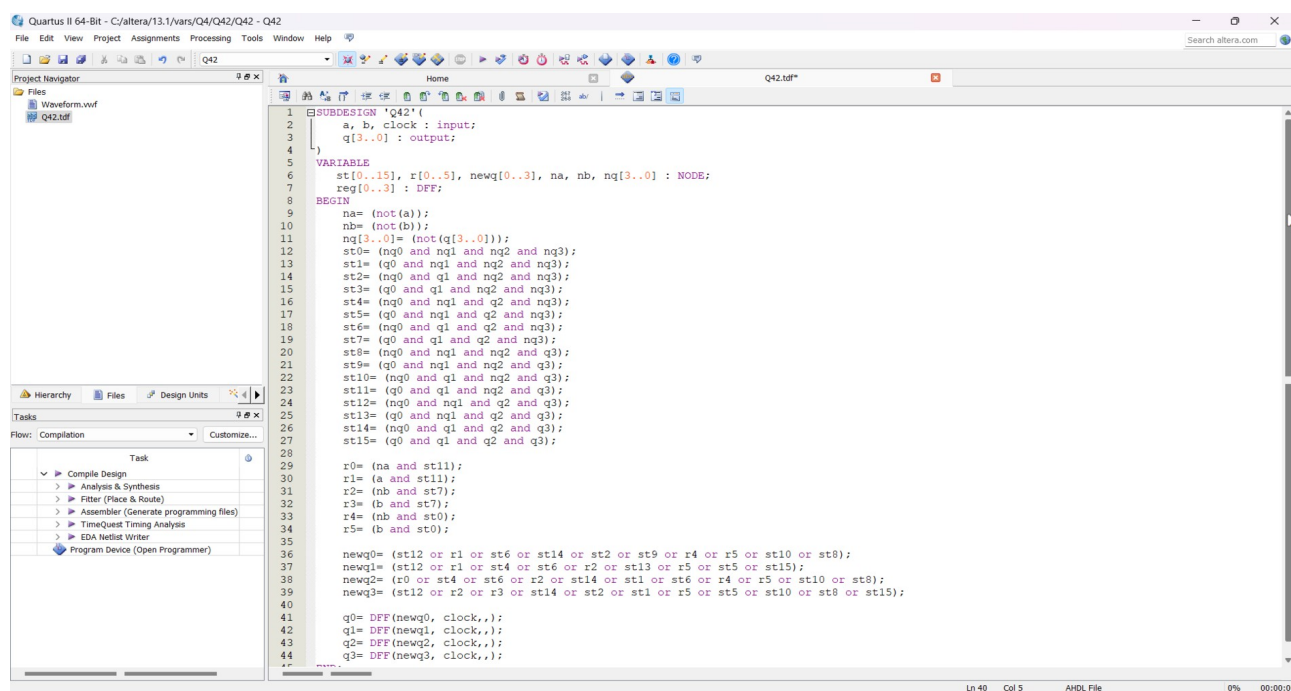 Quartus II 64-Bit - C:/altera/13.1/vars/Q4/Q42/Q42 - Q42
File Edit View Project Assignments Processing Tools Window Help
Search altera.com
Q42
Project Navigator
Home
Q42.tdf*
Files
Waveform.vwf
Q42.tdf
1 SUBDESIGN 'Q42'(
2 a, b, clock : input;
3 q[3..0] : output;
4 )
5 VARIABLE
6 st[0..15], r[0..5], newq[0..3], na, nb, nq[3..0] : NODE;
7 reg[0..3] : DFF;
8 BEGIN
9 na= (not(a));
10 nb= (not(b));
11 nq[3..0]= (not(q[3..0]));
12 st0= (nq0 and nq1 and nq2 and nq3);
13 st1= (q0 and nq1 and nq2 and nq3);
14 st2= (nq0 and q1 and nq2 and nq3);
15 st3= (q0 and q1 and nq2 and nq3);
16 st4= (nq0 and nq1 and q2 and nq3);
17 st5= (q0 and nq1 and q2 and nq3);
18 st6= (nq0 and q1 and q2 and nq3);
19 st7= (q0 and q1 and q2 and nq3);
20 st8= (nq0 and nq1 and nq2 and q3);
21 st9= (q0 and nq1 and nq2 and q3);
22 st10= (nq0 and q1 and nq2 and q3);
23 st11= (q0 and q1 and nq2 and q3);
24 st12= (nq0 and nq1 and q2 and q3);
25 st13= (q0 and nq1 and q2 and q3);
26 st14= (nq0 and q1 and q2 and q3);
27 st15= (q0 and q1 and q2 and q3);
28
29 r0= (na and st11);
30 r1= (a and st11);
31 r2= (nb and st7);
32 r3= (b and st7);
33 r4= (nb and st0);
34 r5= (b and st0);
35
36 newq0= (st12 or r1 or st6 or st14 or st2 or st9 or r4 or r5 or st10 or st8);
37 newq1= (st12 or r1 or st4 or st6 or r2 or st13 or r5 or st5 or st15);
38 newq2= (r0 or st4 or st6 or r2 or st14 or st1 or st6 or r4 or r5 or st10 or st8);
39 newq3= (st12 or r2 or r3 or st14 or st2 or st1 or r5 or st5 or st10 or st8 or st15);
40
41 q0= DFF(newq0, clock,,);
42 q1= DFF(newq1, clock,,);
43 q2= DFF(newq2, clock,,);
44 q3= DFF(newq3, clock,,);
Hierarchy Files Design Units
Tasks
Flow: Compilation Customize...
Task
Compile Design
Analysis & Synthesis
Fitter (Place & Route)
Assembler (Generate programming files)
TimeQuest Timing Analysis
EDA Netlist Writer
Program Device (Open Programmer)
Ln 40 Col 5 AHDL File 0% 00:00:0